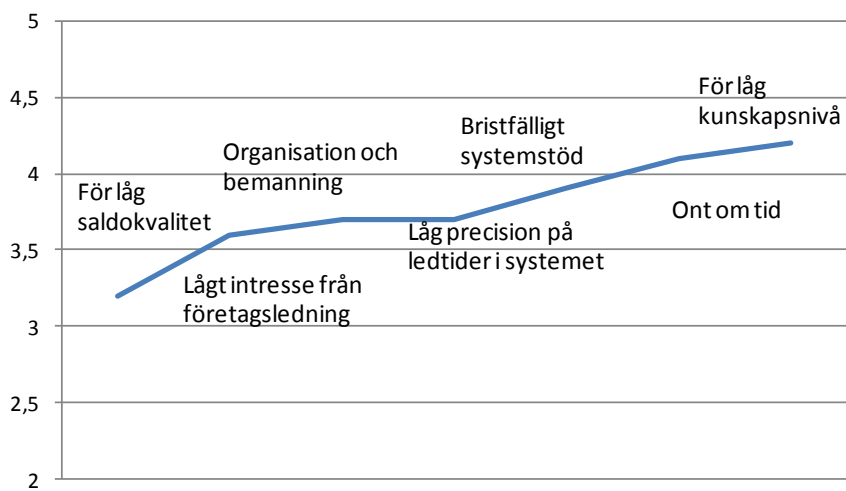 5
4,5
4
3,5
3
2,5
2
För låg
saldokvalitet
Lågt intresse från
företagsledning
Organisation och
bemanning
Låg precision på
ledtider i systemet
Bristfälligt
systemstöd
Ont om tid
För låg
kunskapsnivå